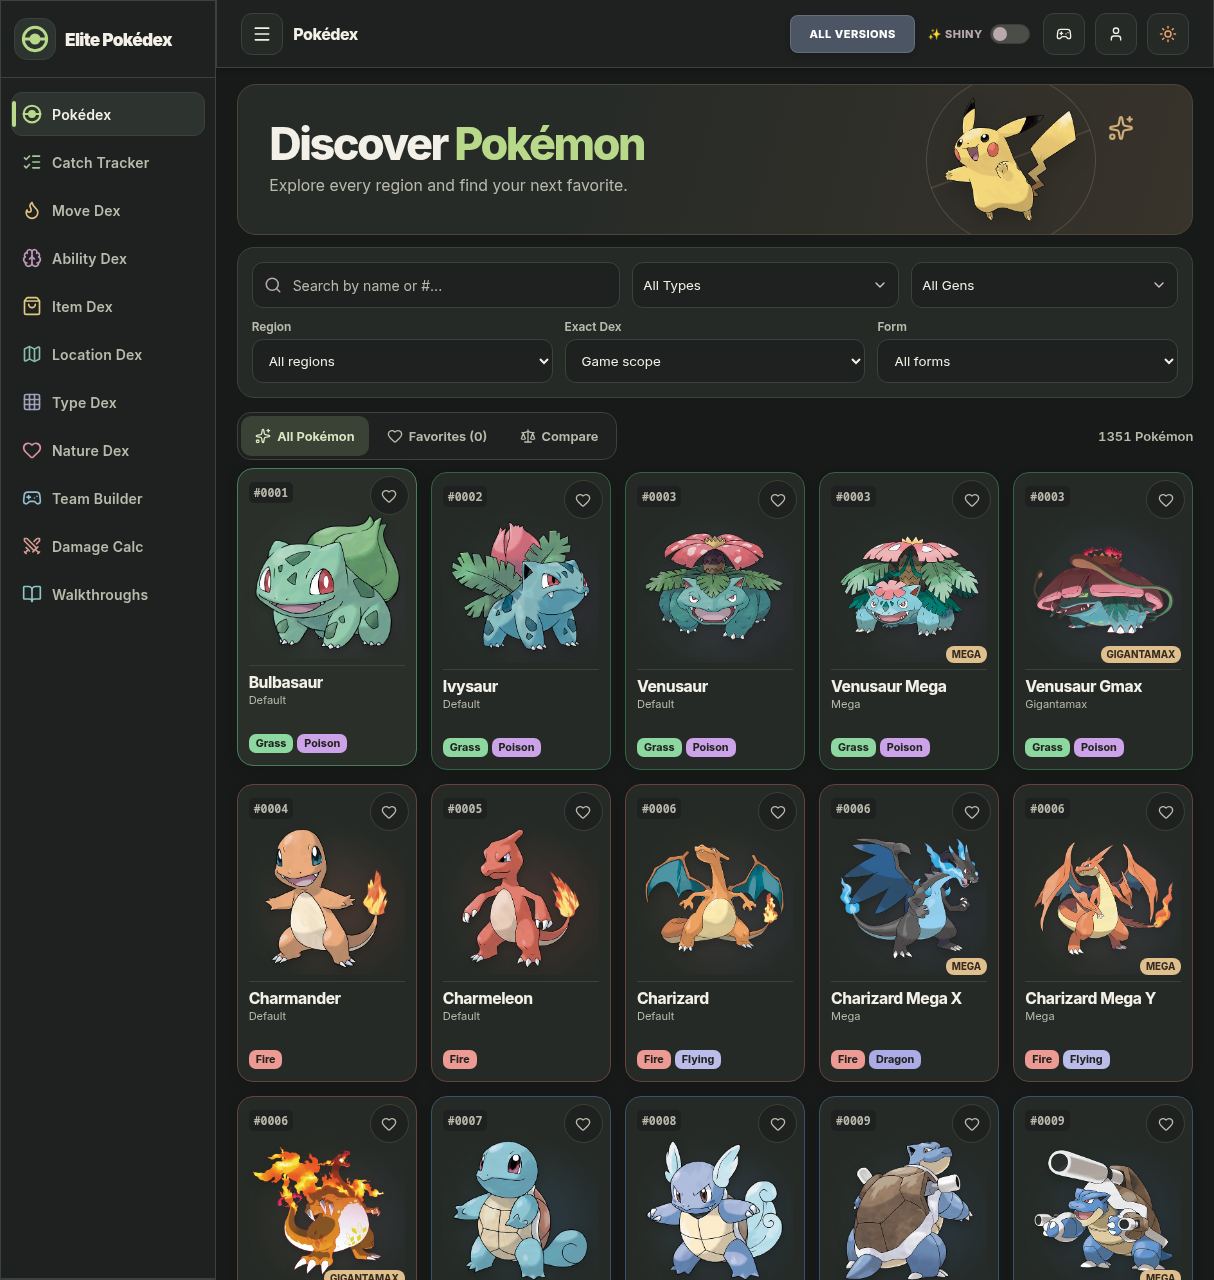 Elite Pokédex
Pokédex
Catch Tracker
Move Dex
Ability Dex
Item Dex
Location Dex
Type Dex
Nature Dex
Team Builder
Damage Calc
Walkthroughs
Pokédex
ALL VERSIONS
✨ SHINY
Discover Pokémon
Explore every region and find your next favorite.
Search by name or #...
All Types
All Gens
Region
Exact Dex
Form
All regions
Game scope
All forms
All Pokémon
Favorites (0)
Compare
1351 Pokémon
#0001
Bulbasaur
Default
Grass Poison
#0002
Ivysaur
Default
Grass Poison
#0003
Venusaur
Default
Grass Poison
#0003
MEGA
Venusaur Mega
Mega
Grass Poison
#0003
GIGANTAMAX
Venusaur Gmax
Gigantamax
Grass Poison
#0004
Charmander
Default
Fire
#0005
Charmeleon
Default
Fire
#0006
Charizard
Default
Fire Flying
#0006
MEGA
Charizard Mega X
Mega
Fire Dragon
#0006
MEGA
Charizard Mega Y
Mega
Fire Flying
#0006
GIGANTAMAX
#0007
#0008
#0009
#0009
MEGA